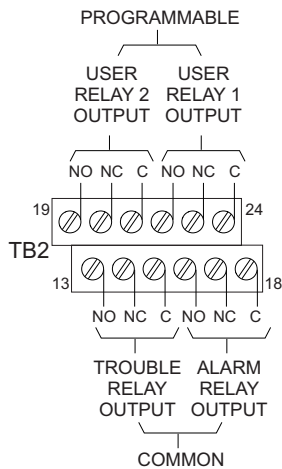 PROGRAMMABLE
USER RELAY 2 OUTPUT
USER RELAY 1 OUTPUT
NO NC C NO NC C
19 24
TB2
13 18
NO NC C NO NC C
TROUBLE RELAY OUTPUT
ALARM RELAY OUTPUT
COMMON